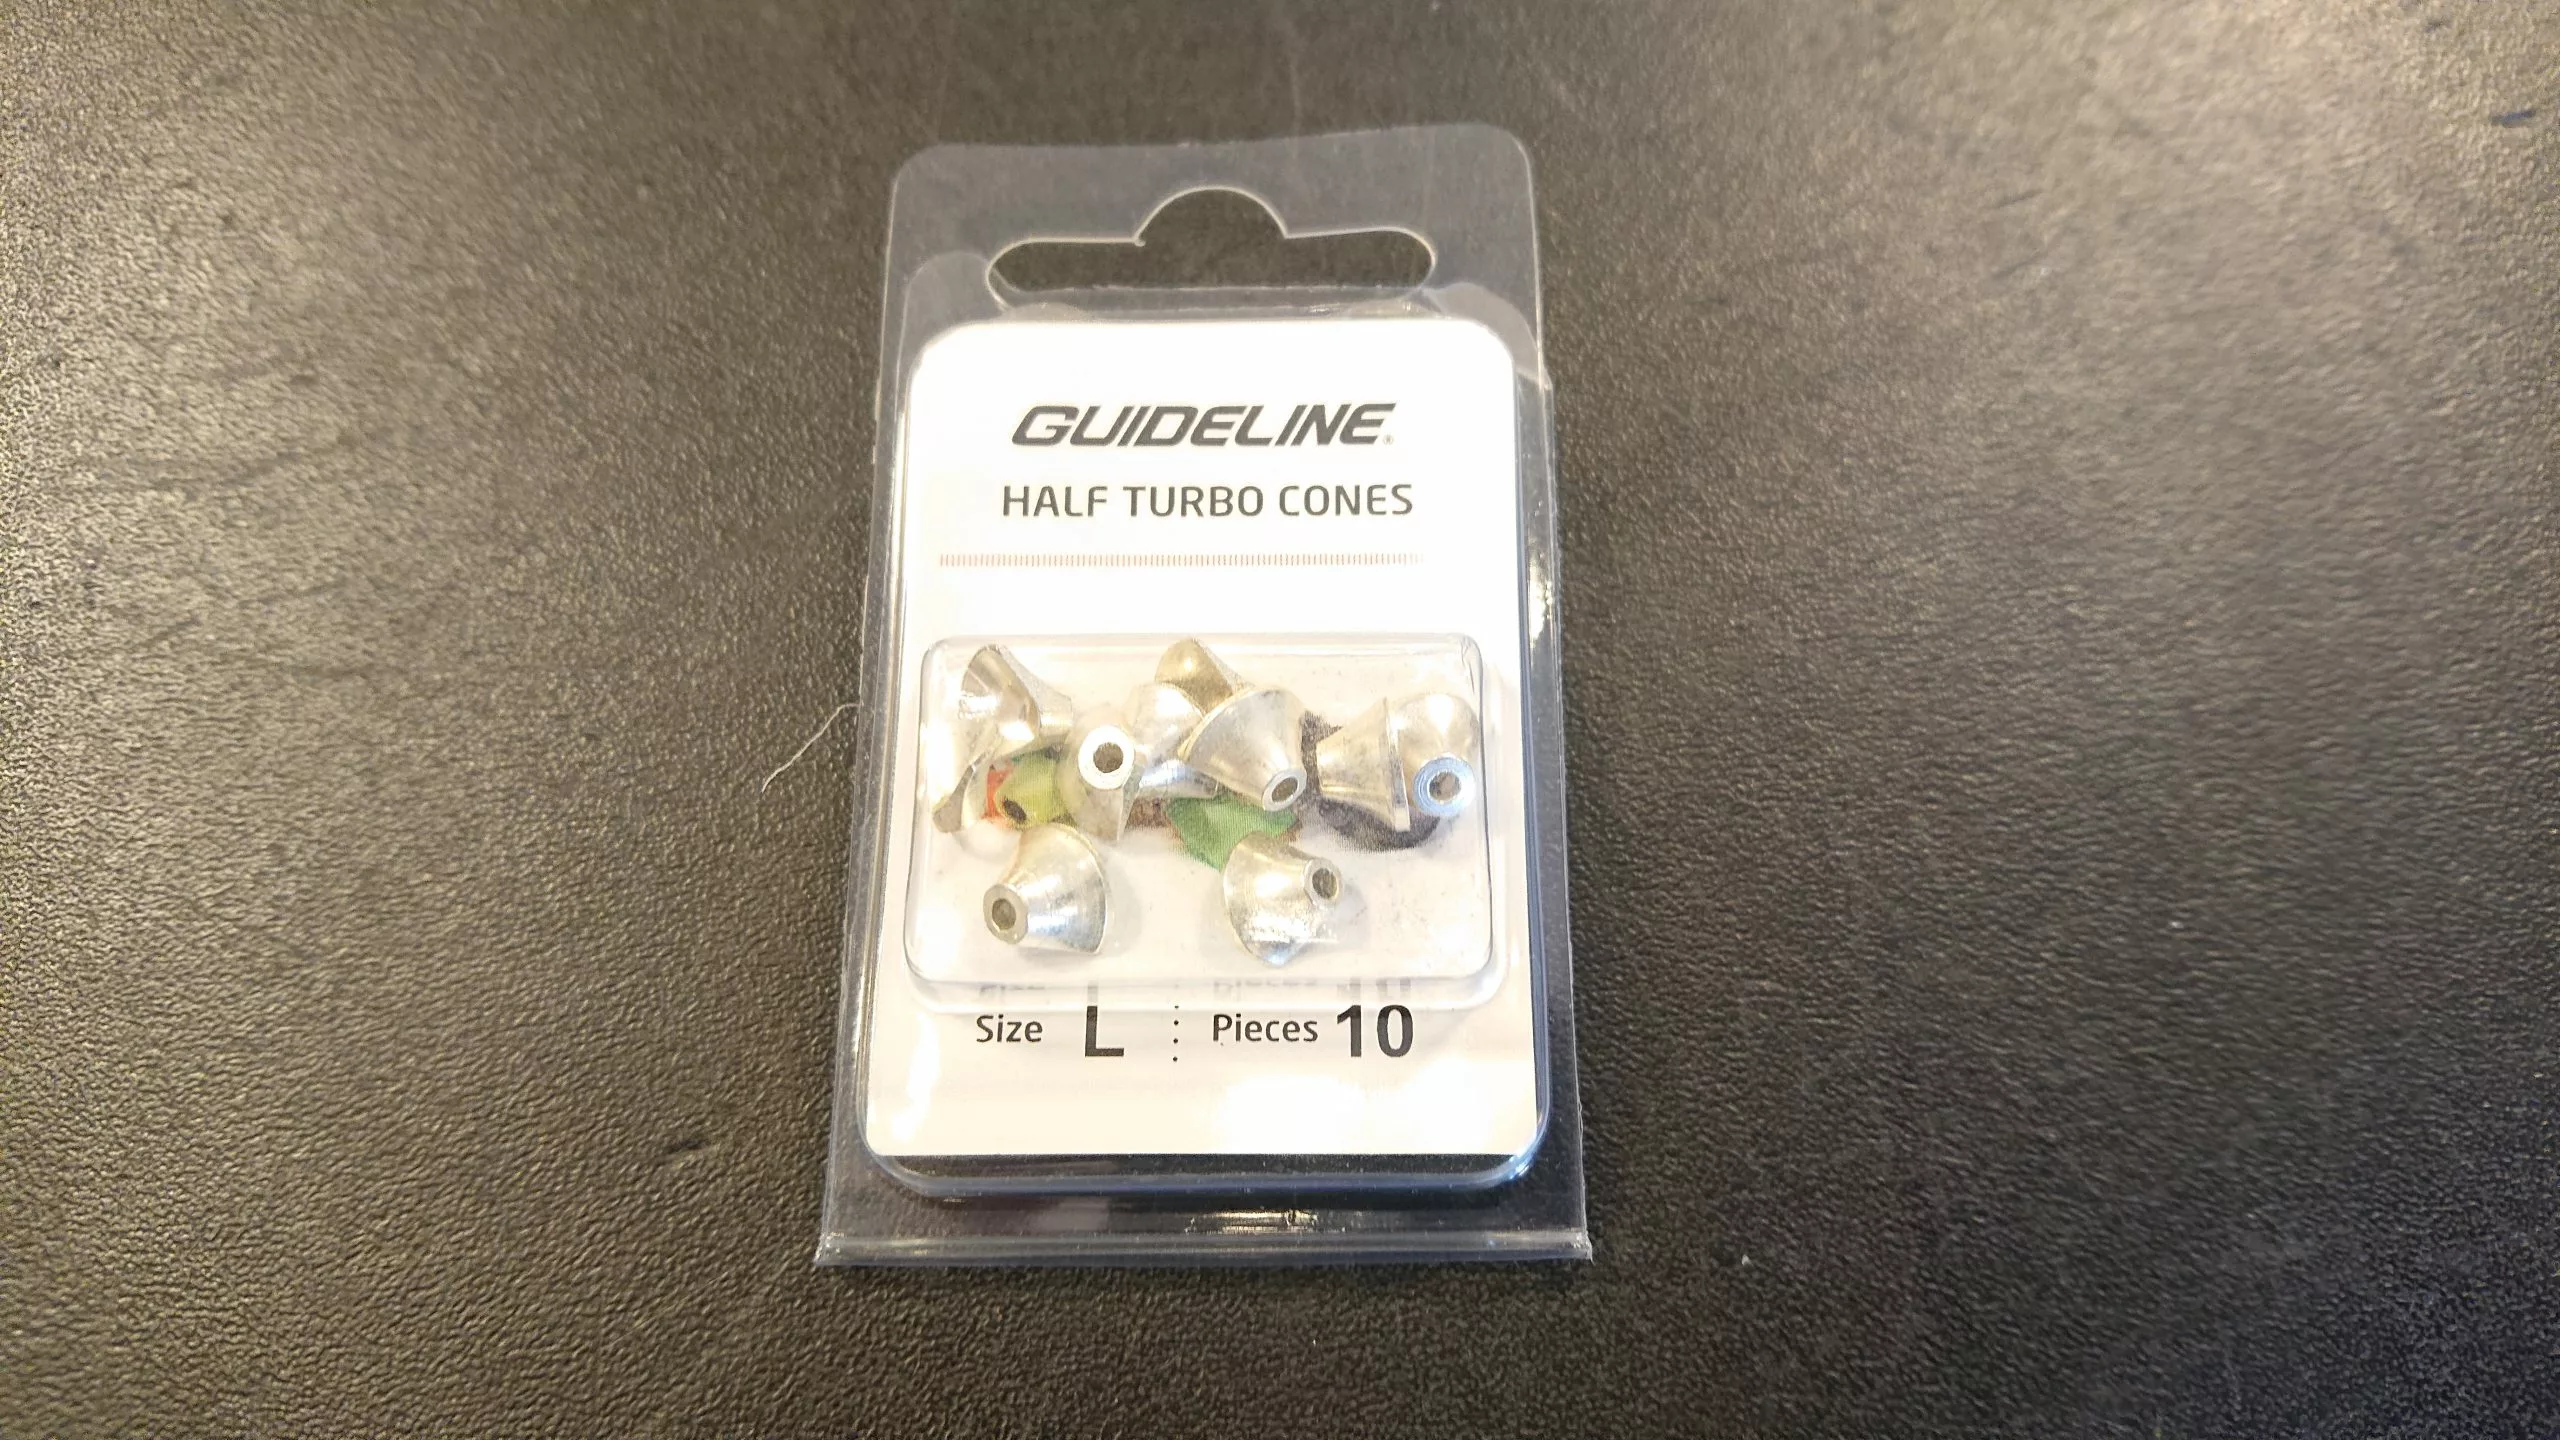 GUIDELINE®
HALF TURBO CONES
Size L Pieces 10